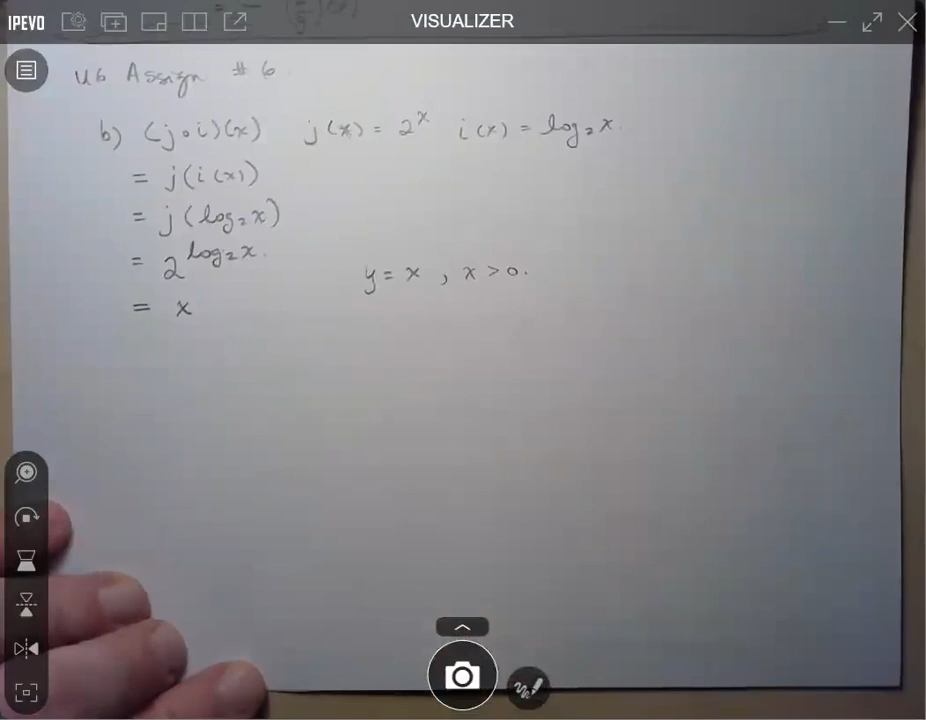 IPEVO VISUALIZER
U6 Assign # 6
b) (j∘i)(x) j(x) = 2^x i(x) = log₂x.
= j(i(x))
= j(log₂x)
= 2^log₂x.
= x y = x , x > 0.